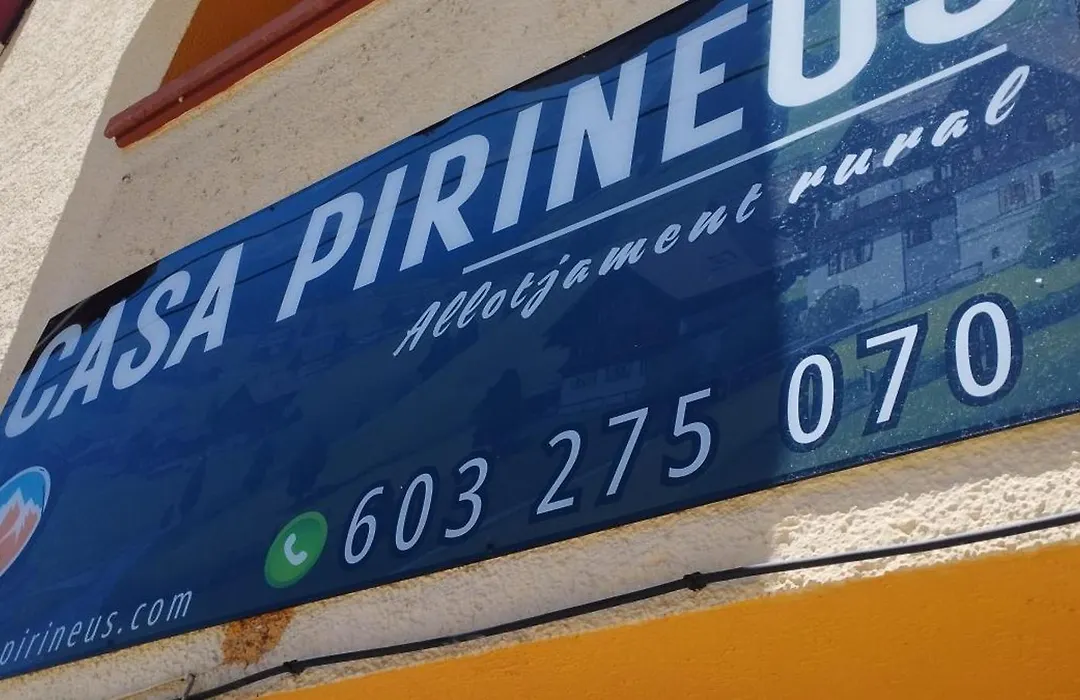 CASA PIRINEUS
Allotjament rural
603 275 070
pirineus.com